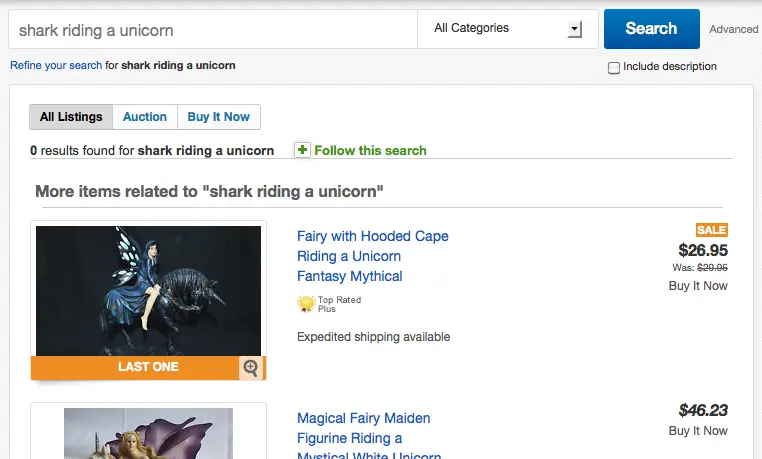 shark riding a unicorn
All Categories
Search
Advanced
Refine your search for shark riding a unicorn
Include description
All Listings
Auction
Buy It Now
0 results found for shark riding a unicorn
Follow this search
More items related to "shark riding a unicorn"
LAST ONE
Fairy with Hooded Cape
Riding a Unicorn
Fantasy Mythical
Top Rated
Plus
Expedited shipping available
SALE
$26.95
Was: $29.95
Buy It Now
Magical Fairy Maiden
Figurine Riding a
Mystical White Unicorn
$46.23
Buy It Now